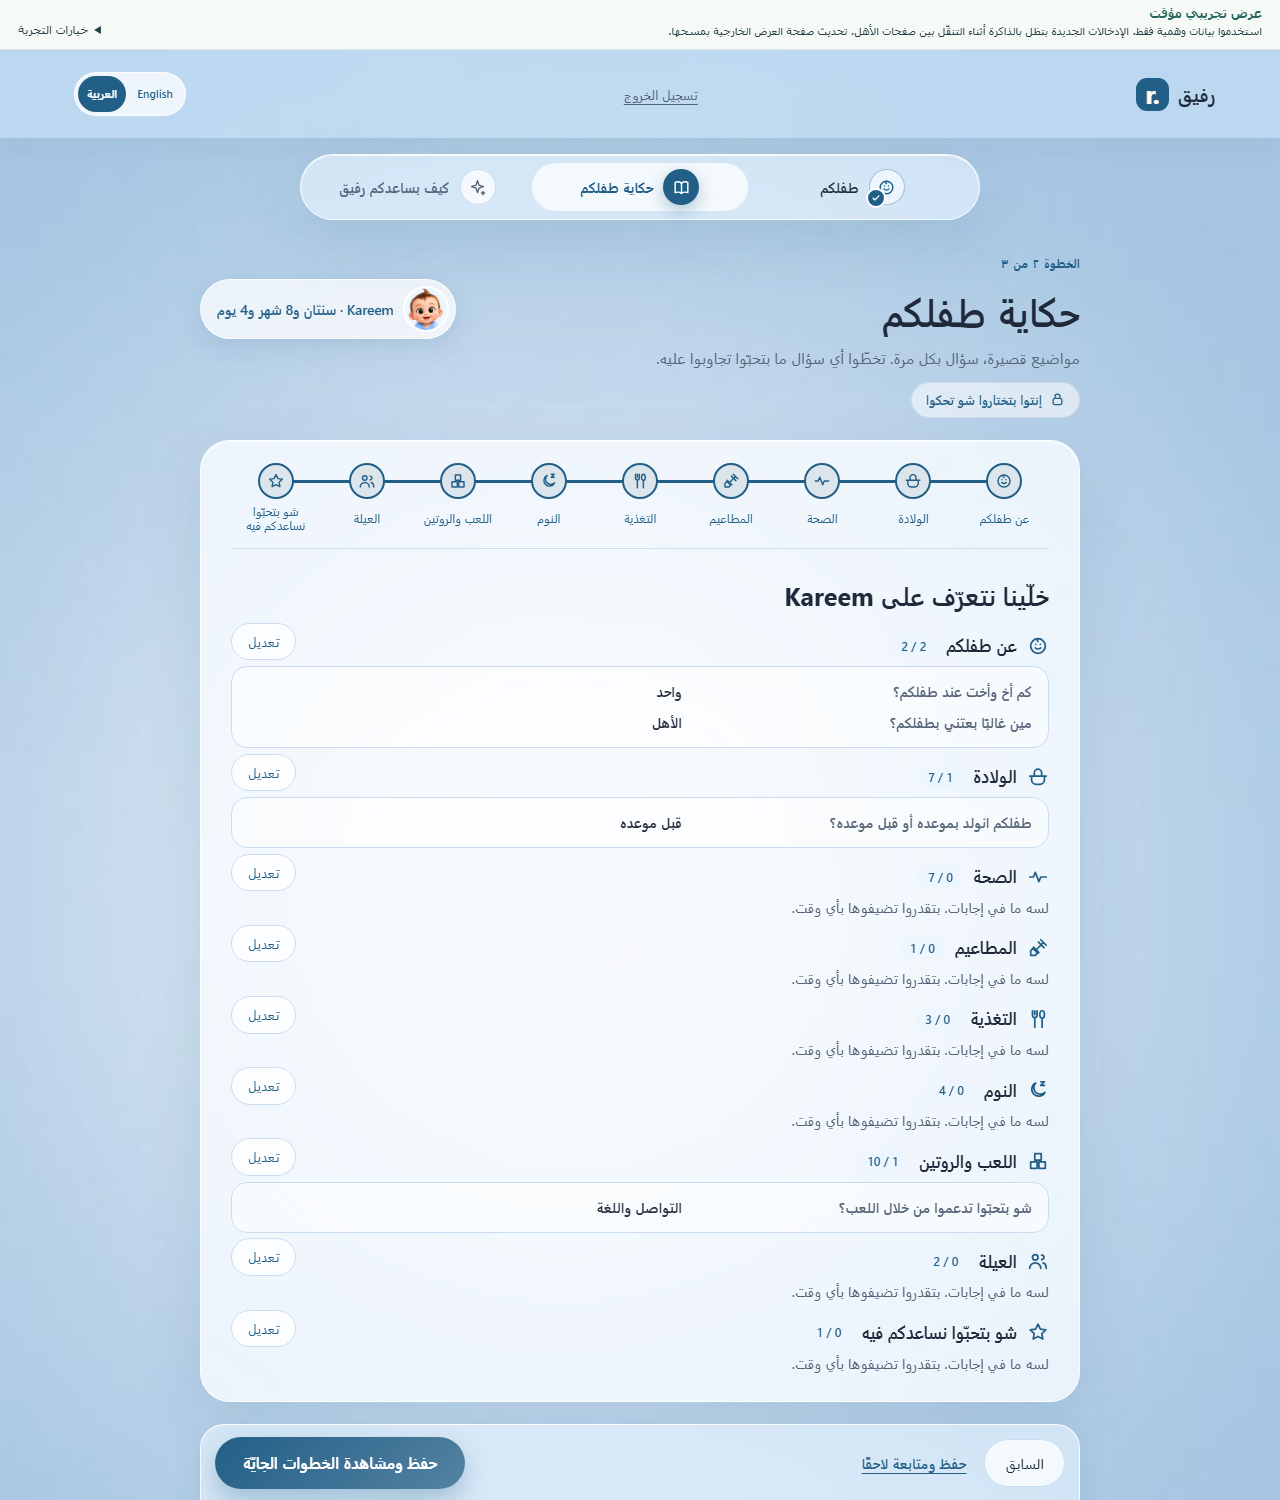 عرض تجريبي مؤقت
استخدموا بيانات وهمية فقط. الإدخالات الجديدة بتظل بالذاكرة أثناء التنقّل بين صفحات الأهل. تحديث صفحة العرض الخارجية بمسحها.
خيارات التجربة
رفيق
r.
تسجيل الخروج
English
العربية
طفلكم
حكاية طفلكم
كيف بساعدكم رفيق
الخطوة ٢ من ٣
حكاية طفلكم
Kareem · سنتان و8 شهر و4 يوم
مواضيع قصيرة، سؤال بكل مرة. تخطّوا أي سؤال ما بتحبّوا تجاوبوا عليه.
إنتوا بتختاروا شو تحكوا
عن طفلكم
الولادة
الصحة
المطاعيم
التغذية
النوم
اللعب والروتين
العيلة
شو بتحبّوا
نساعدكم فيه
خلّينا نتعرّف على Kareem
عن طفلكم
2 / 2
تعديل
كم أخ وأخت عند طفلكم؟
واحد
مين غالبًا بعتني بطفلكم؟
الأهل
الولادة
1 / 7
تعديل
طفلكم انولد بموعده أو قبل موعده؟
قبل موعده
الصحة
0 / 7
تعديل
لسه ما في إجابات. بتقدروا تضيفوها بأي وقت.
المطاعيم
0 / 1
تعديل
لسه ما في إجابات. بتقدروا تضيفوها بأي وقت.
التغذية
0 / 3
تعديل
لسه ما في إجابات. بتقدروا تضيفوها بأي وقت.
النوم
0 / 4
تعديل
لسه ما في إجابات. بتقدروا تضيفوها بأي وقت.
اللعب والروتين
1 / 10
تعديل
شو بتحبّوا تدعموا من خلال اللعب؟
التواصل واللغة
العيلة
0 / 2
تعديل
لسه ما في إجابات. بتقدروا تضيفوها بأي وقت.
شو بتحبّوا نساعدكم فيه
0 / 1
تعديل
لسه ما في إجابات. بتقدروا تضيفوها بأي وقت.
السابق
حفظ ومتابعة لاحقًا
حفظ ومشاهدة الخطوات الجايّة